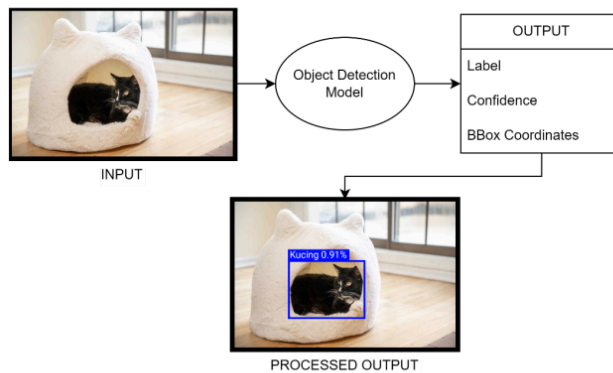 INPUT
Object Detection
Model
OUTPUT
Label
Confidence
BBox Coordinates
Kucing 0.91%
PROCESSED OUTPUT